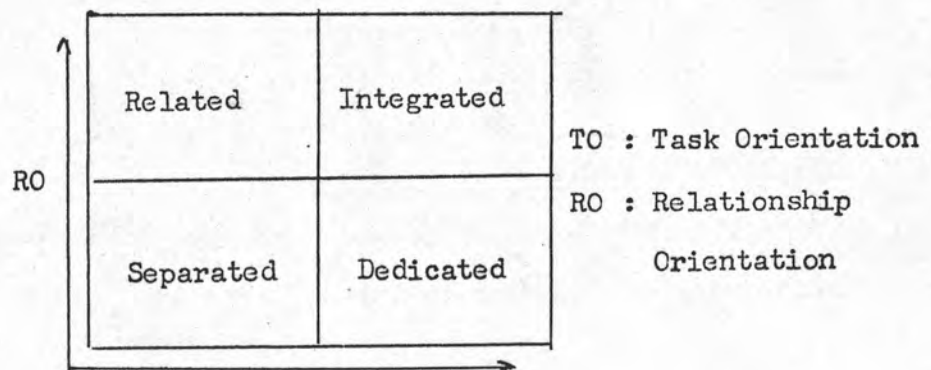 Related Integrated
TO : Task Orientation
RO
RO : Relationship
Orientation
Separated Dedicated